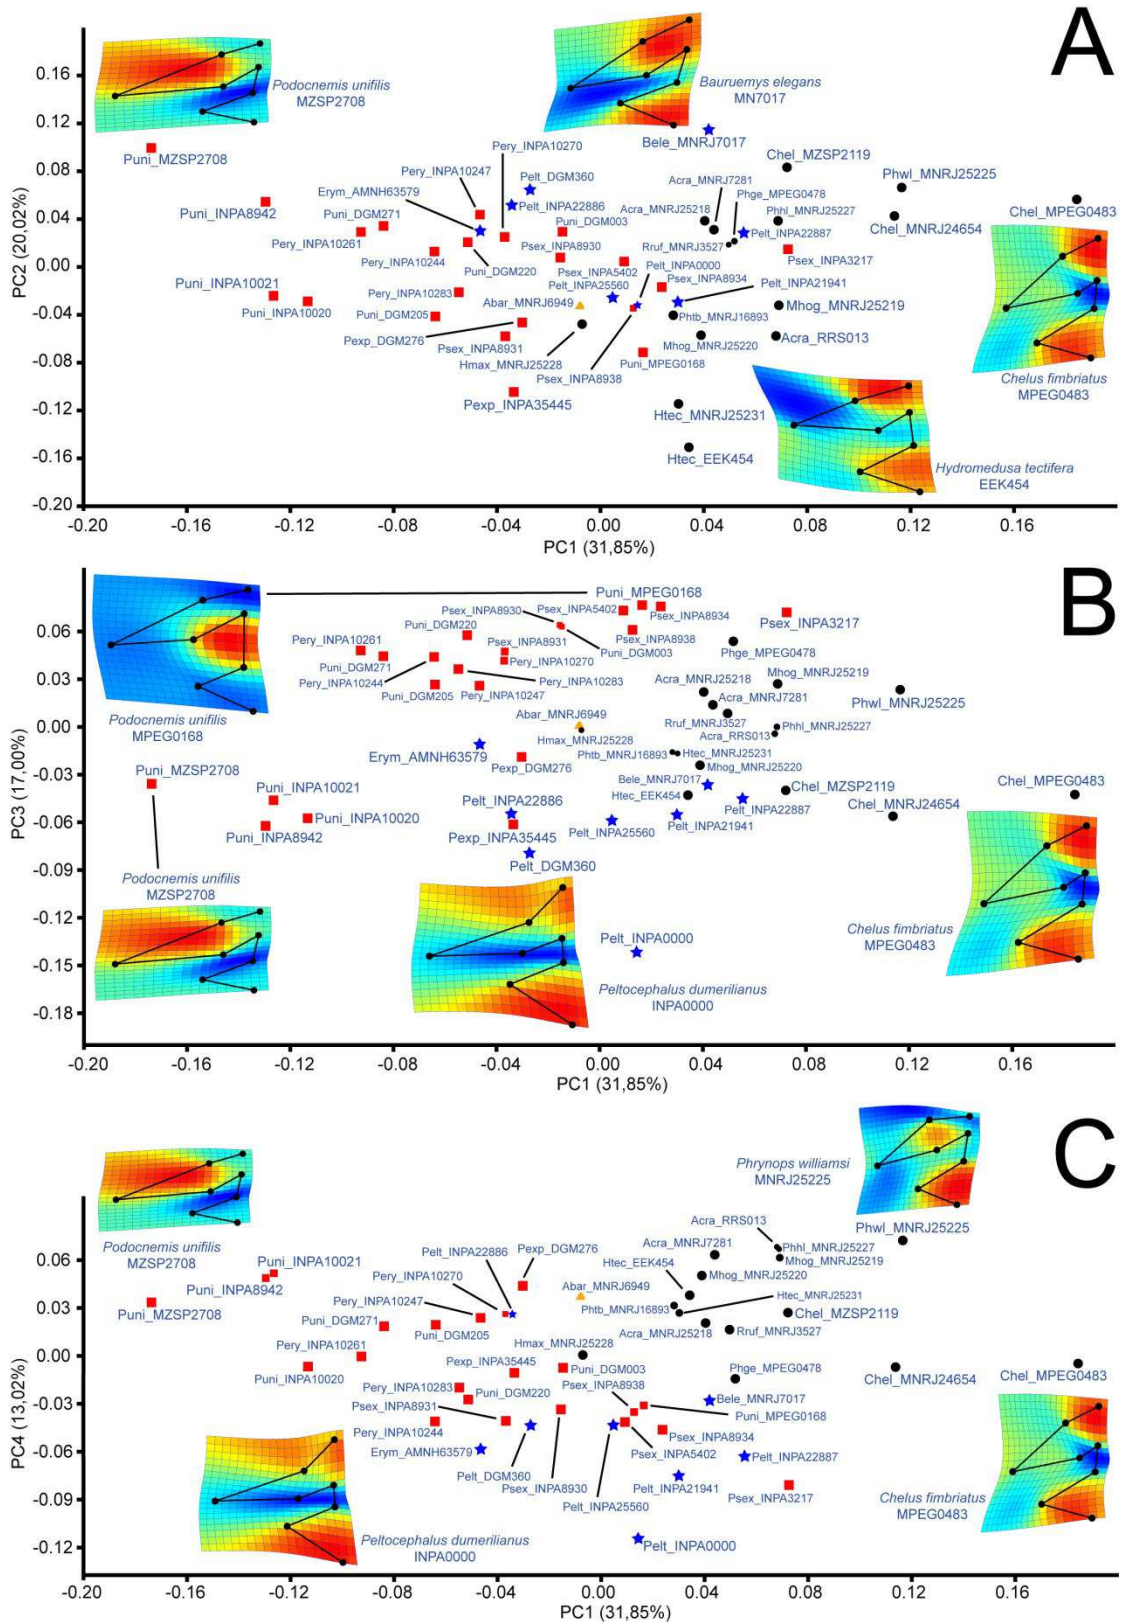 A
Podocnemis unifilis
MZSP2708
Bauruemys elegans
MN7017
0.16
0.12
0.08
0.04
0.00
-0.04
-0.08
-0.12
-0.16
-0.20
PC2 (20,02%)
Bele_MNRJ7017
Puni_MZSP2708
Pery_INPA10270
Chel_MZSP2119
Pery_INPA10247
Pelt_DGM360
Acra_MNRJ7281
Phwl_MNRJ25225
Erym_AMNH63579
Phge_MPEG0478
Puni_INPA8942
Pelt_INPA22886
Acra_MNRJ25218
Phhl_MNRJ25227
Chel_MPEG0483
Puni_DGM271
Puni_DGM003
Chel_MNRJ24654
Pery_INPA10261
Psex_INPA8930
Rruf_MNRJ3527
Pelt_INPA22887
Pery_INPA10244
Puni_DGM220
Psex_INPA5402
Pelt_INPA0000
Psex_INPA3217
Puni_INPA10021
Pelt_INPA25560
Psex_INPA8934
Pery_INPA10283
Pelt_INPA21941
Puni_INPA10020
Abar_MNRJ6949
Mhog_MNRJ25219
Puni_DGM205
Phtb_MNRJ16893
Pexp_DGM276
Psex_INPA8931
Mhog_MNRJ25220
Acra_RRS013
Hmax_MNRJ25228
Puni_MPEG0168
Psex_INPA8938
Pexp_INPA35445
Htec_MNRJ25231
Htec_EEK454
Chelus fimbriatus
MPEG0483
Hydromedusa tectifera
EEK454
-0.20 -0.16 -0.12 -0.08 -0.04 0.00 0.04 0.08 0.12 0.16
PC1 (31,85%)
B
0.06
0.03
0.00
-0.03
-0.06
-0.09
-0.12
-0.15
-0.18
PC3 (17,00%)
Puni_MPEG0168
Psex_INPA8930
Psex_INPA5402
Psex_INPA8934
Puni_DGM220
Psex_INPA3217
Pery_INPA10261
Psex_INPA8931
Psex_INPA8938
Puni_DGM003
Phge_MPEG0478
Puni_DGM271
Pery_INPA10270
Pery_INPA10244
Pery_INPA10283
Acra_MNRJ25218
Mhog_MNRJ25219
Puni_DGM205
Pery_INPA10247
Acra_MNRJ7281
Phwl_MNRJ25225
Abar_MNRJ6949
Rruf_MNRJ3527
Phhl_MNRJ25227
Podocnemis unifilis
MPEG0168
Hmax_MNRJ25228
Acra_RRS013
Erym_AMNH63579
Phtb_MNRJ16893
Htec_MNRJ25231
Puni_MZSP2708
Pexp_DGM276
Mhog_MNRJ25220
Bele_MNRJ7017
Chel_MPEG0483
Puni_INPA10021
Pelt_INPA22886
Htec_EEK454
Chel_MZSP2119
Puni_INPA10020
Pelt_INPA22887
Chel_MNRJ24654
Puni_INPA8942
Pexp_INPA35445
Pelt_INPA25560
Pelt_INPA21941
Pelt_DGM360
Podocnemis unifilis
MZSP2708
Pelt_INPA0000
Peltocephalus dumerilianus
INPA0000
Chelus fimbriatus
MPEG0483
-0.20 -0.16 -0.12 -0.08 -0.04 0.00 0.04 0.08 0.12 0.16
PC1 (31,85%)
C
Phrynops williamsi
MNRJ25225
Podocnemis unifilis
MZSP2708
0.06
0.03
0.00
-0.03
-0.06
-0.09
-0.12
PC4 (13,02%)
Phwl_MNRJ25225
Acra_RRS013
Acra_MNRJ7281
Phhl_MNRJ25227
Pelt_INPA22886
Pexp_DGM276
Mhog_MNRJ25219
Puni_INPA10021
Htec_EEK454
Pery_INPA10270
Abar_MNRJ6949
Mhog_MNRJ25220
Puni_INPA8942
Pery_INPA10247
Phtb_MNRJ16893
Htec_MNRJ25231
Puni_MZSP2708
Puni_DGM271
Chel_MZSP2119
Puni_DGM205
Acra_MNRJ25218
Rruf_MNRJ3527
Pery_INPA10261
Hmax_MNRJ25228
Pexp_INPA35445
Puni_DGM003
Phge_MPEG0478
Chel_MPEG0483
Puni_INPA10020
Psex_INPA8938
Chel_MNRJ24654
Pery_INPA10283
Puni_DGM220
Bele_MNRJ7017
Psex_INPA8931
Puni_MPEG0168
Pery_INPA10244
Psex_INPA8934
Erym_AMNH63579
Psex_INPA5402
Pelt_INPA22887
Pelt_DGM360
Psex_INPA8930
Pelt_INPA21941
Psex_INPA3217
Pelt_INPA25560
Pelt_INPA0000
Peltocephalus dumerilianus
INPA0000
Chelus fimbriatus
MPEG0483
-0.20 -0.16 -0.12 -0.08 -0.04 0.00 0.04 0.08 0.12 0.16
PC1 (31,85%)